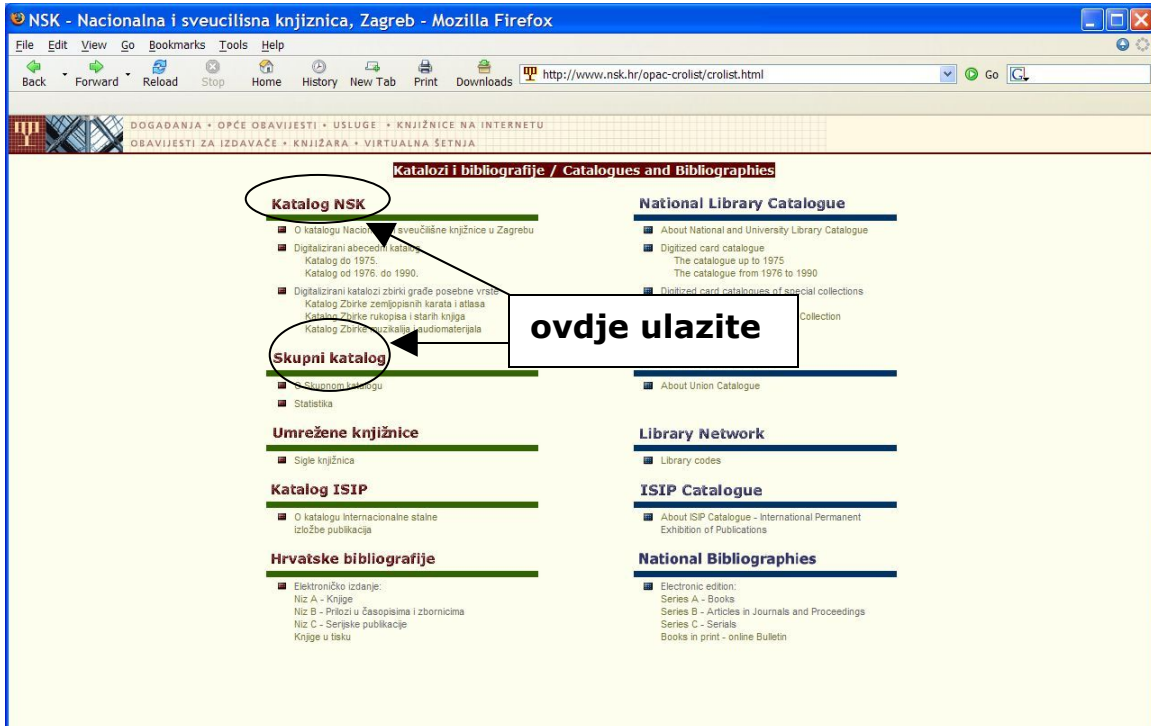 NSK - Nacionalna i sveucilisna knjiznica, Zagreb - Mozilla Firefox
File Edit View Go Bookmarks Tools Help
Back Forward Reload Stop Home History New Tab Print Downloads http://www.nsk.hr/opac-crolist/crolist.html Go
DOGAĐANJA • OPĆE OBAVIJESTI • USLUGE • KNJIŽNICE NA INTERNETU
OBAVIJESTI ZA IZDAVAČE • KNJIŽARA • VIRTUALNA ŠETNJA
Katalozi i bibliografije / Catalogues and Bibliographies
Katalog NSK
O katalogu Nacionalne i sveučilišne knjižnice u Zagrebu
Digitalizirani abecedni katalog
Katalog do 1975.
Katalog od 1976. do 1990.
Digitalizirani katalozi zbirki građe posebne vrste
Katalog Zbirke zemljopisnih karata i atlasa
Katalog Zbirke rukopisa i starih knjiga
Katalog Zbirke muzikalija i audiomaterijala
Skupni katalog
O Skupnom katalogu
Statistika
Umrežene knjižnice
Sigle knjižnica
Katalog ISIP
O katalogu Internacionalne stalne
izložbe publikacija
Hrvatske bibliografije
Elektroničko izdanje:
Niz A - Knjige
Niz B - Prilozi u časopisima i zbornicima
Niz C - Serijske publikacije
Knjige u tisku
National Library Catalogue
About National and University Library Catalogue
Digitized card catalogue
The catalogue up to 1975
The catalogue from 1976 to 1990
Digitized card catalogues of special collections
Collection
ovdje ulazite
About Union Catalogue
Library Network
Library codes
ISIP Catalogue
About ISIP Catalogue - International Permanent
Exhibition of Publications
National Bibliographies
Electronic edition:
Series A - Books
Series B - Articles in Journals and Proceedings
Series C - Serials
Books in print - online Bulletin